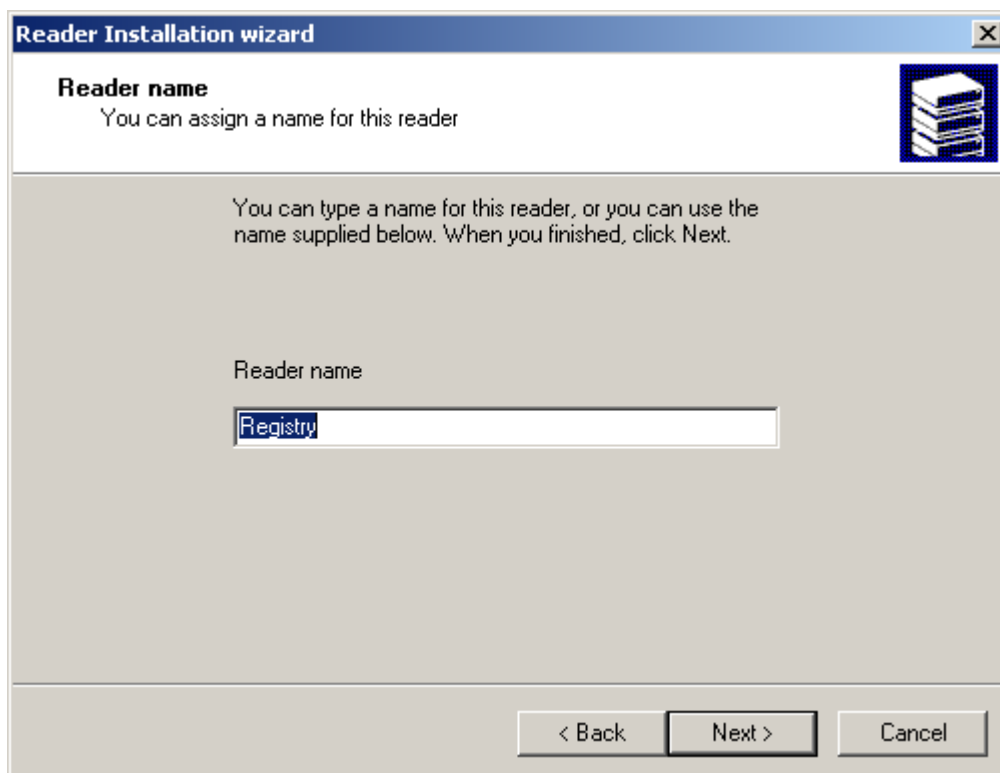 Reader Installation wizard
Reader name
You can assign a name for this reader
You can type a name for this reader, or you can use the
name supplied below. When you finished, click Next.
Reader name
Registry
< Back
Next >
Cancel